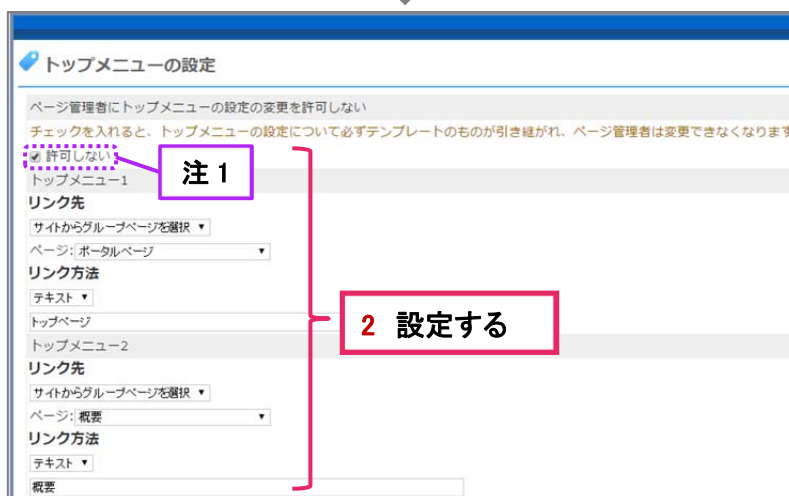 トップメニューの設定
ページ管理者にトップメニューの設定の変更を許可しない
チェックを入れると、トップメニューの設定について必ずテンプレートのものが引き継がれ、ページ管理者は変更できなくなります
許可しない
注1
トップメニュー1
リンク先
サイトからグループページを選択
ページ: ポータルページ
リンク方法
テキスト
トップページ
2 設定する
トップメニュー2
リンク先
サイトからグループページを選択
ページ: 概要
リンク方法
テキスト
概要